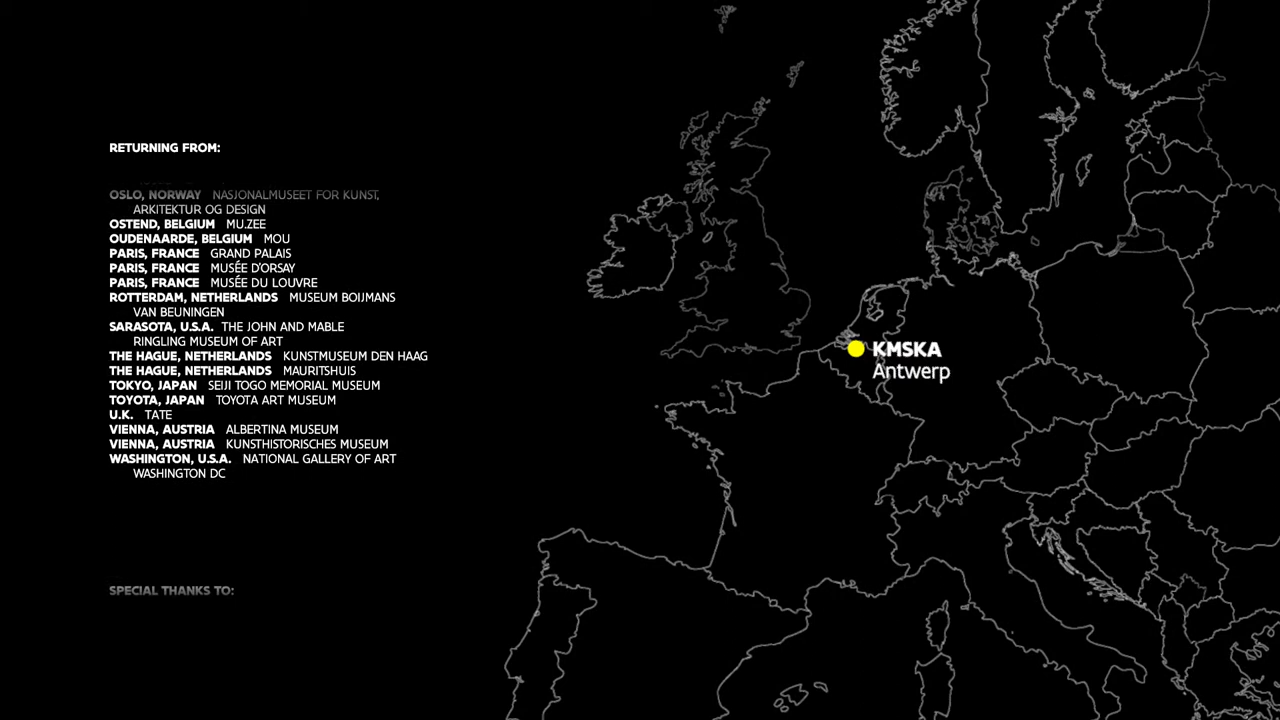 RETURNING FROM:
OSLO, NORWAY NASJONALMUSEET FOR KUNST,
ARKITEKTUR OG DESIGN
OSTEND, BELGIUM MU.ZEE
OUDENAARDE, BELGIUM MOU
PARIS, FRANCE GRAND PALAIS
PARIS, FRANCE MUSÉE D'ORSAY
PARIS, FRANCE MUSÉE DU LOUVRE
ROTTERDAM, NETHERLANDS MUSEUM BOIJMANS
VAN BEUNINGEN
SARASOTA, U.S.A. THE JOHN AND MABLE
RINGLING MUSEUM OF ART
THE HAGUE, NETHERLANDS KUNSTMUSEUM DEN HAAG
THE HAGUE, NETHERLANDS MAURITSHUIS
TOKYO, JAPAN SEIJI TOGO MEMORIAL MUSEUM
TOYOTA, JAPAN TOYOTA ART MUSEUM
U.K. TATE
VIENNA, AUSTRIA ALBERTINA MUSEUM
VIENNA, AUSTRIA KUNSTHISTORISCHES MUSEUM
WASHINGTON, U.S.A. NATIONAL GALLERY OF ART
WASHINGTON DC
SPECIAL THANKS TO:
KMSKA
Antwerp